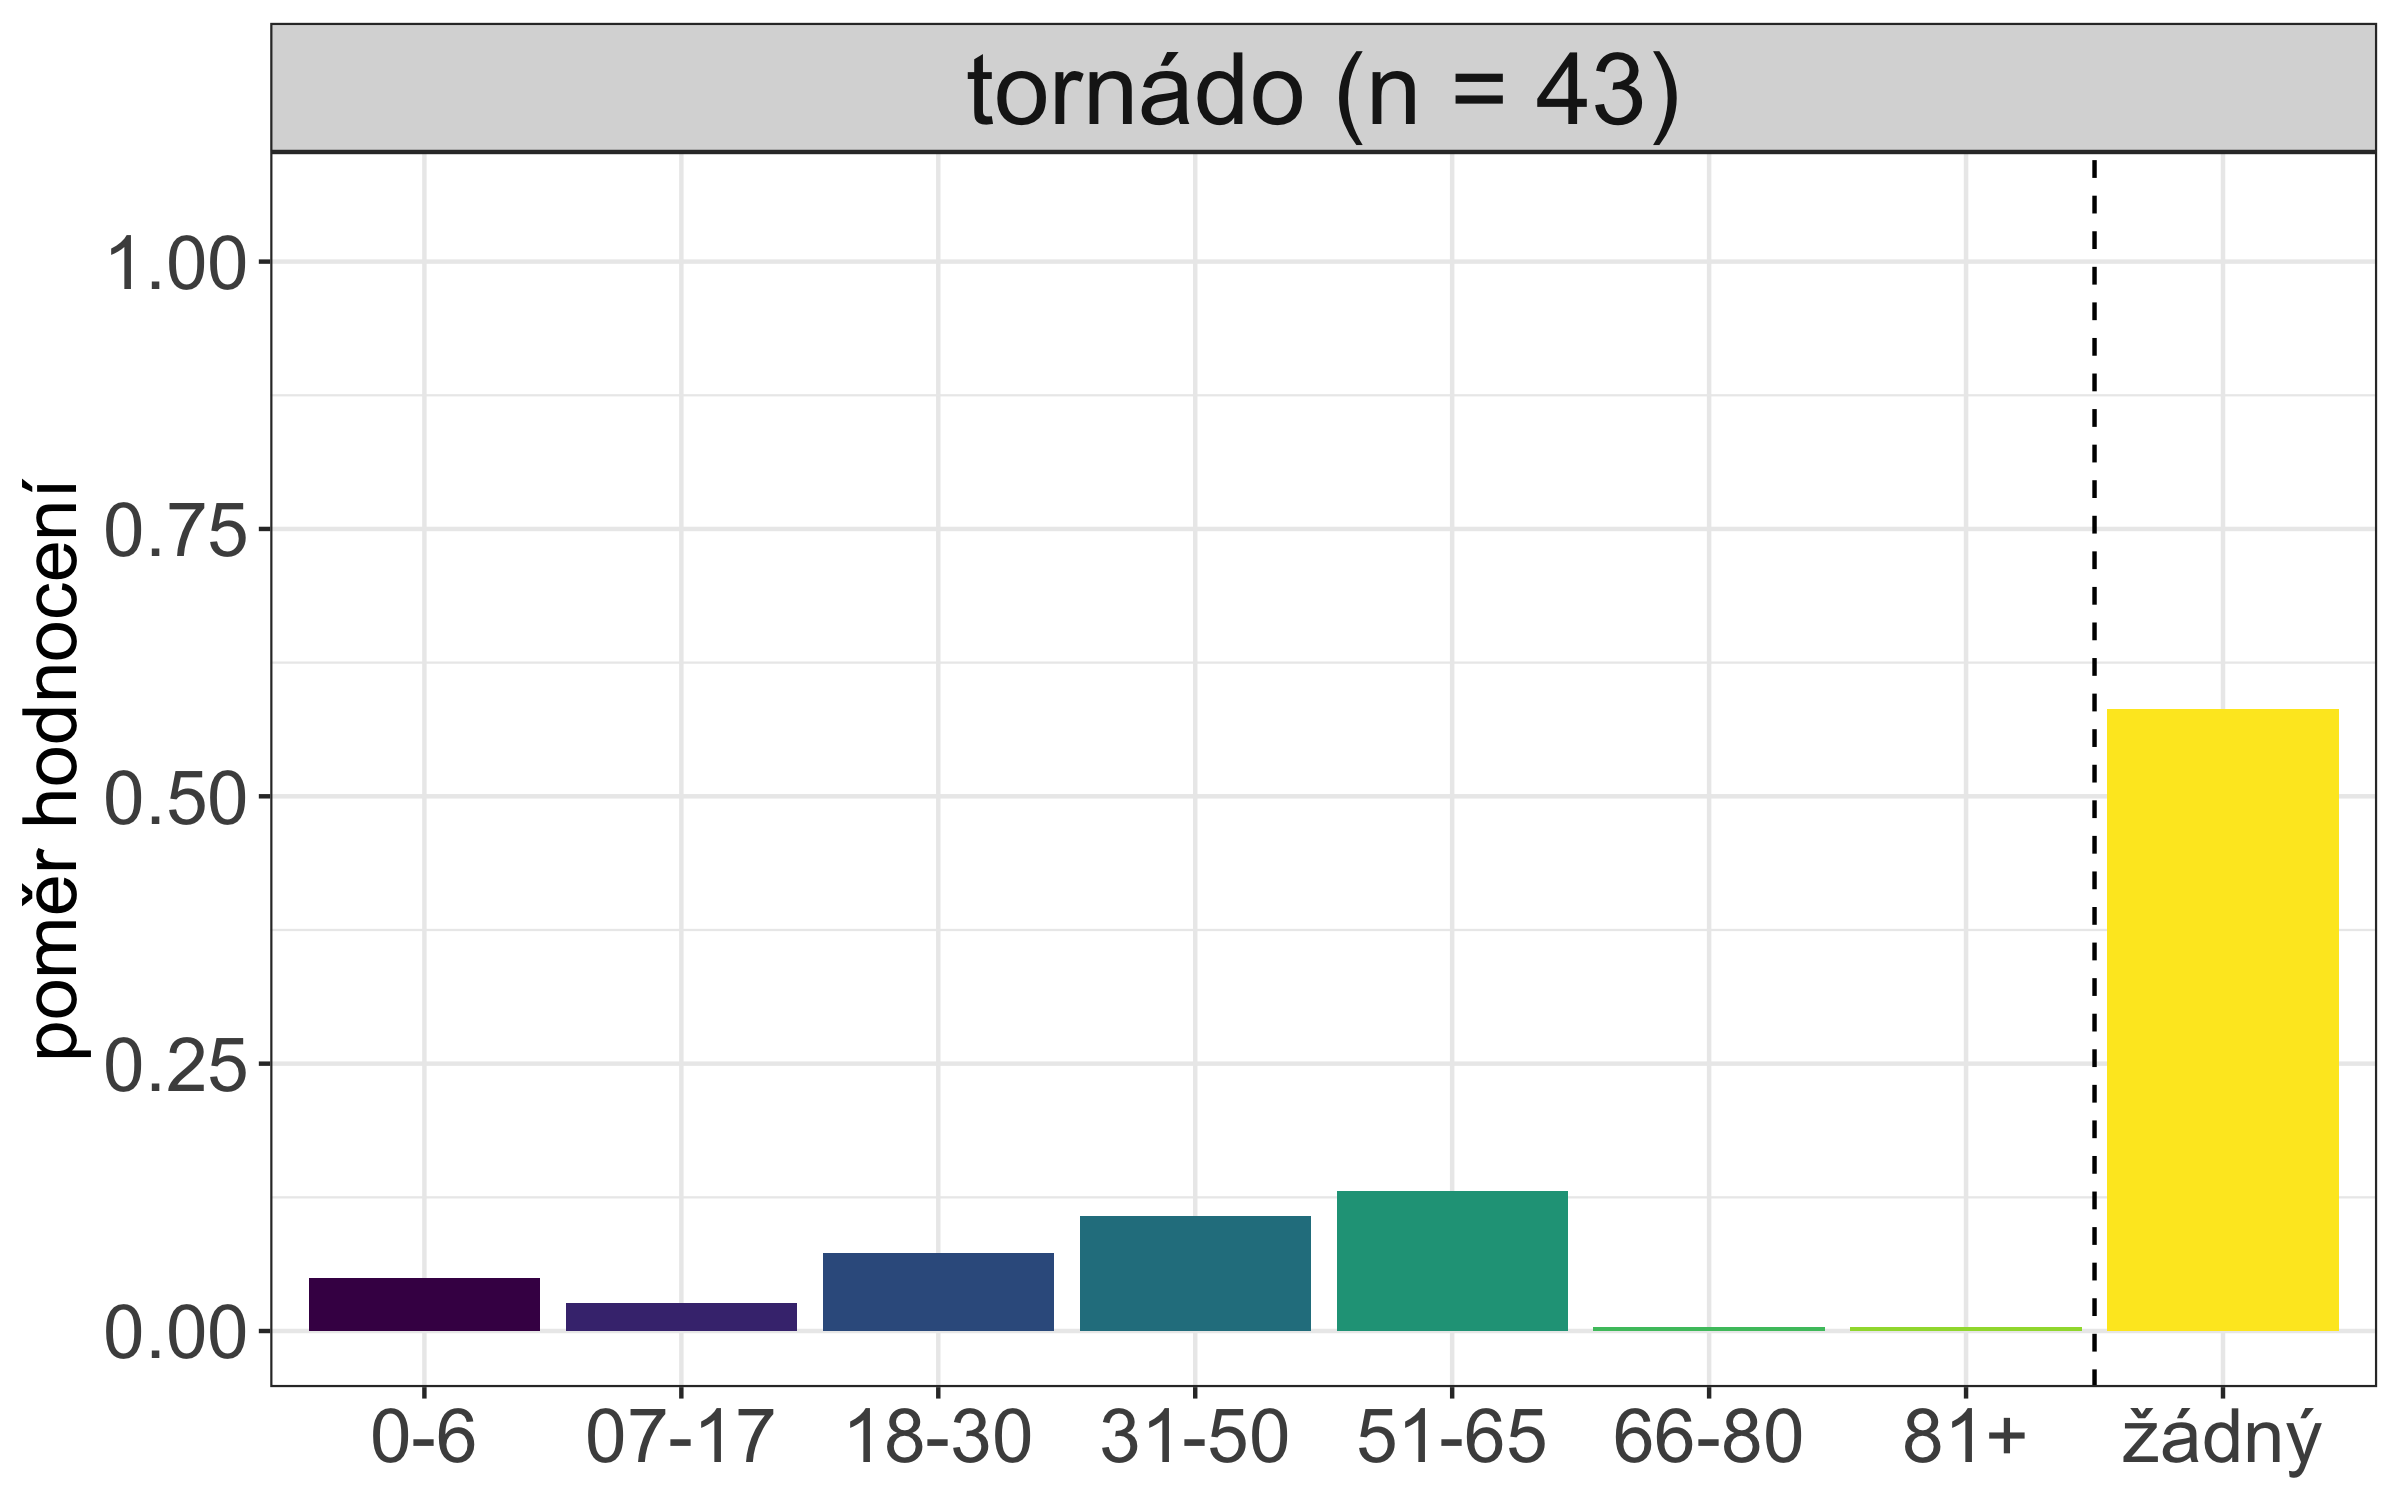 tornádo (n = 43)
poměr hodnocení
1.00
0.75
0.50
0.25
0.00
0-6 07-17 18-30 31-50 51-65 66-80 81+ žádný